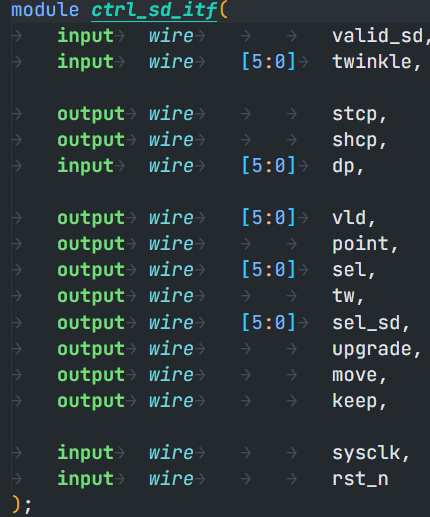 module ctrl_sd_itf(
input wire valid_sd,
input wire [5:0] twinkle,
output wire stcp,
output wire shcp,
input wire [5:0] dp,
output wire [5:0] vld,
output wire point,
output wire [5:0] sel,
output wire tw,
output wire [5:0] sel_sd,
output wire upgrade,
output wire move,
output wire keep,
input wire sysclk,
input wire rst_n
);